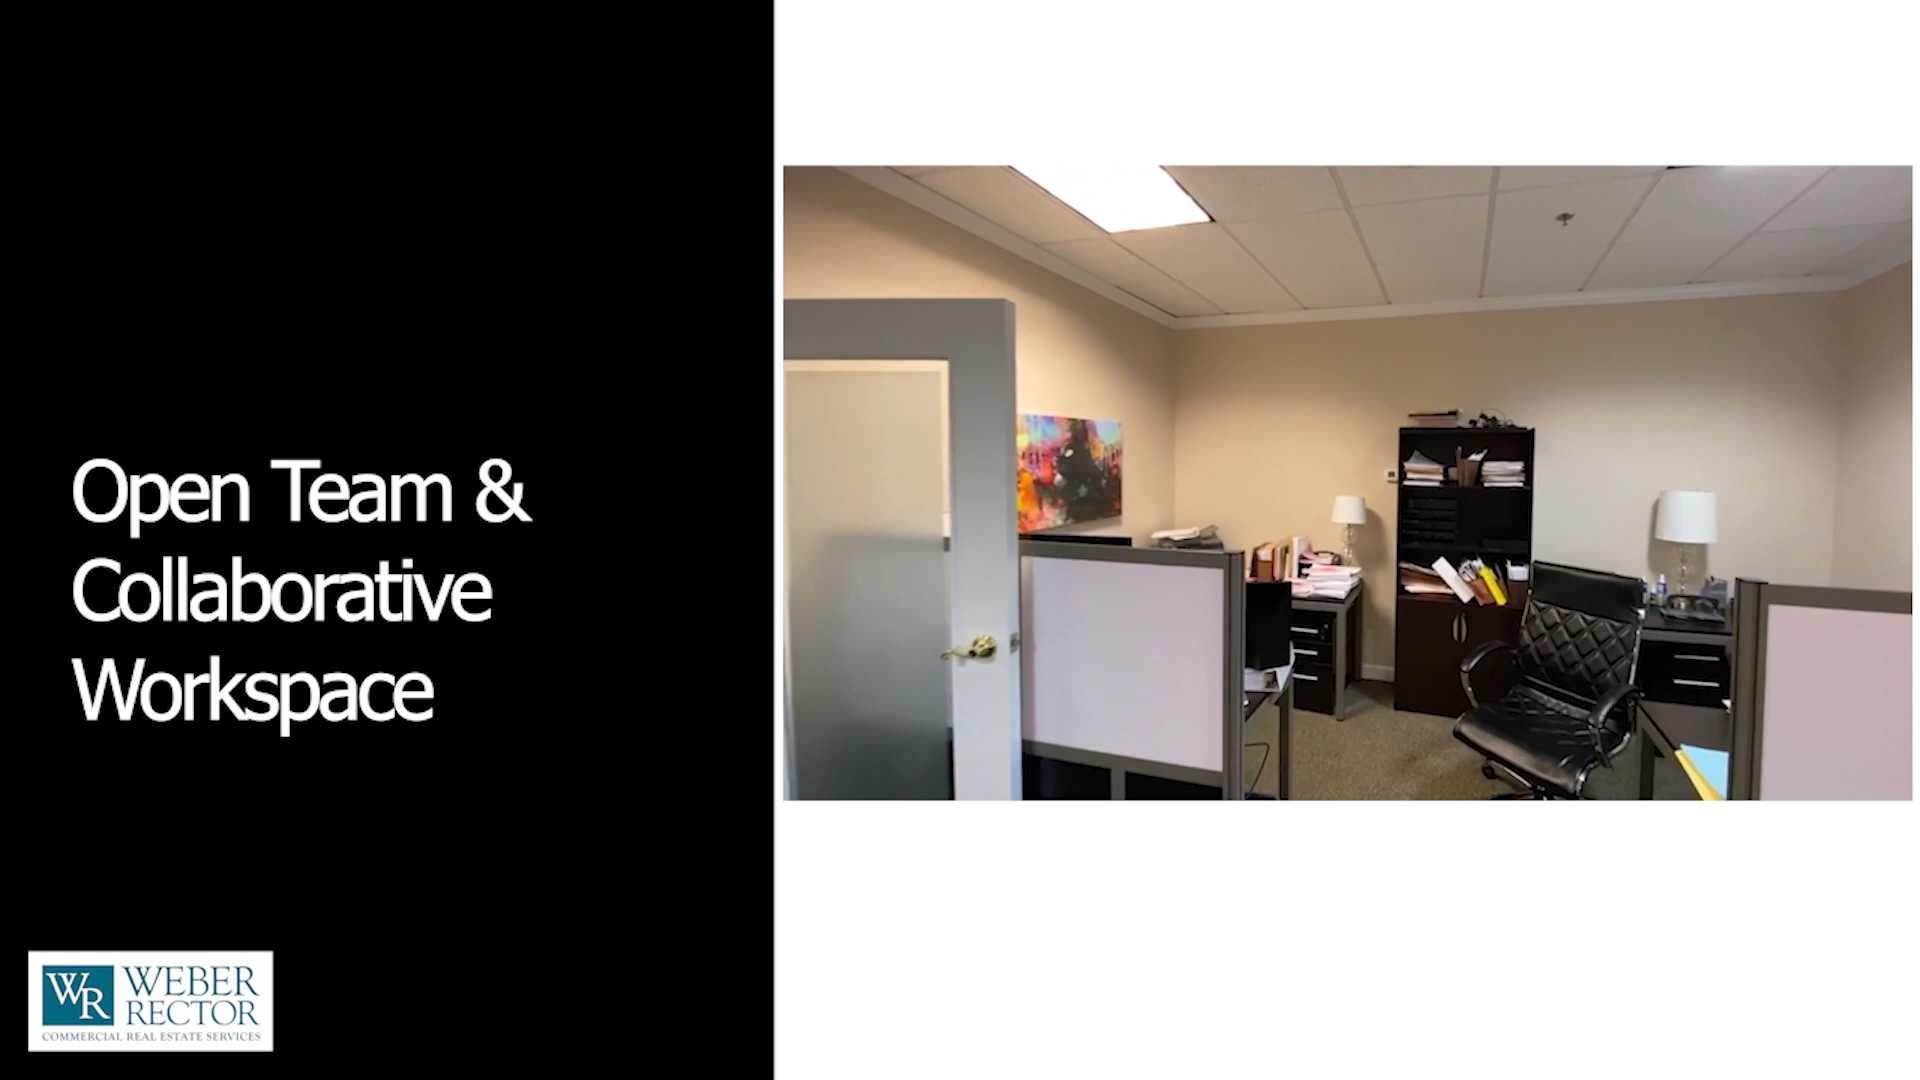 Open Team &
Collaborative
Workspace
WR
WEBER
RECTOR
COMMERCIAL REAL ESTATE SERVICES